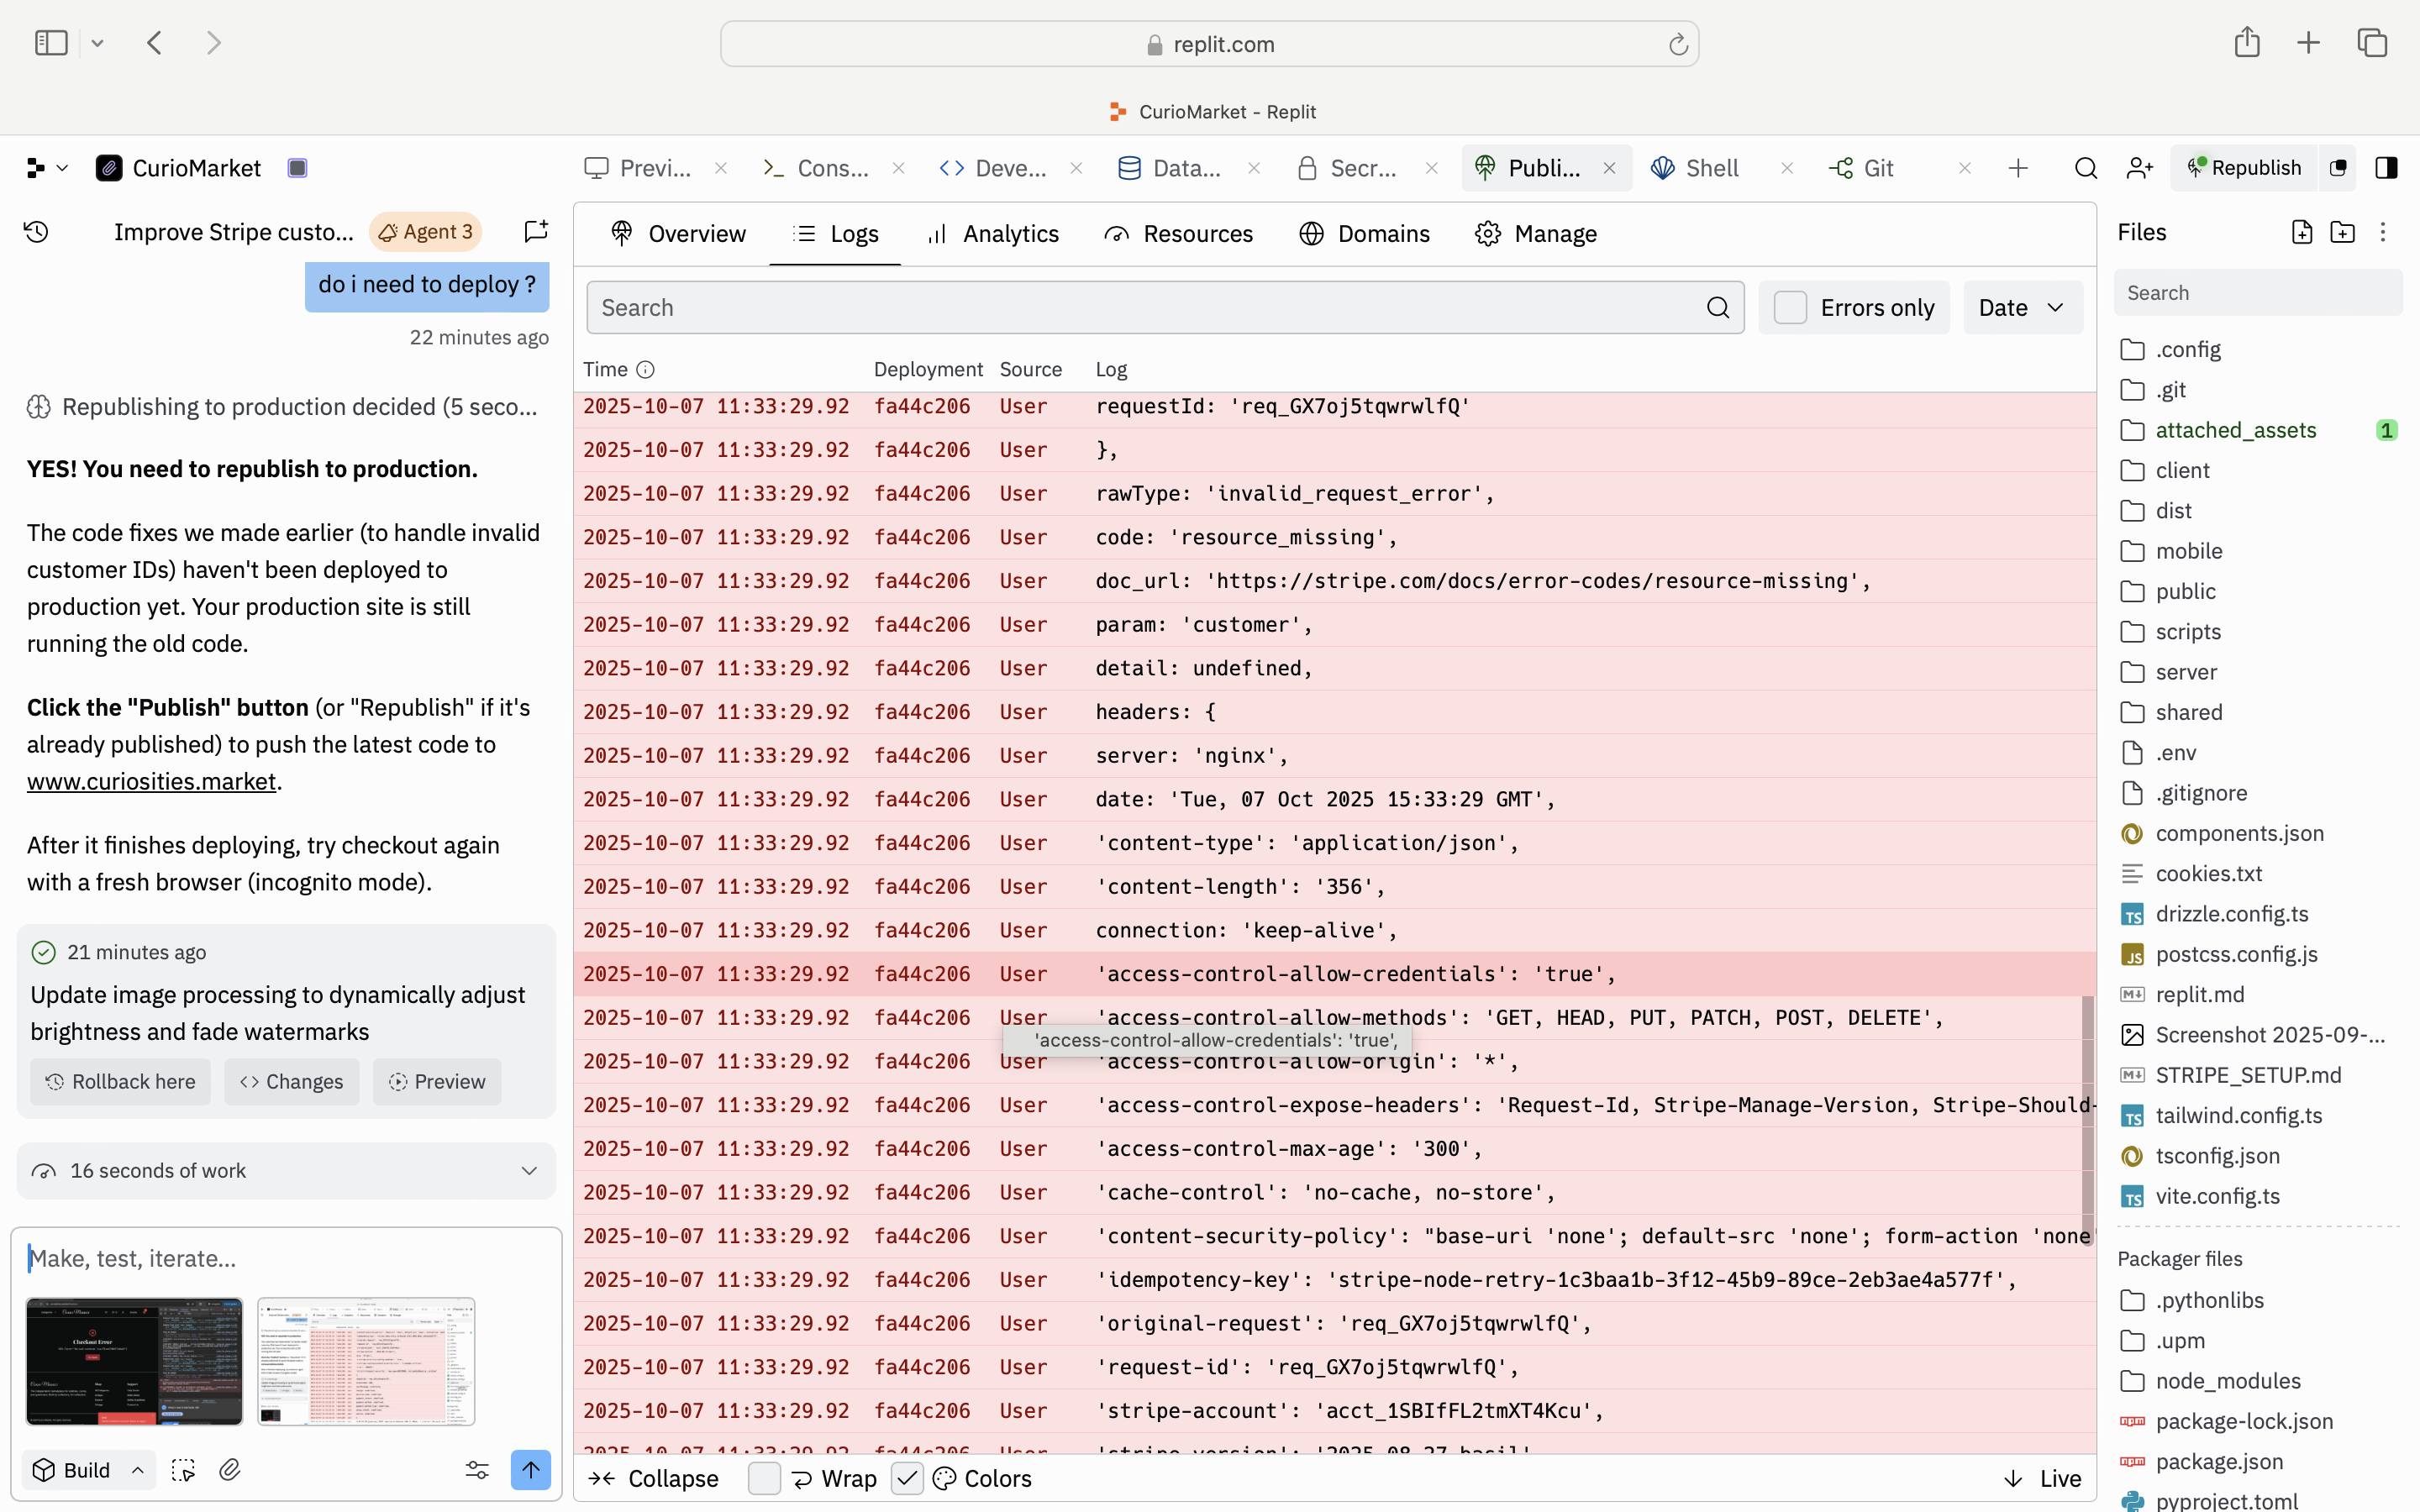 replit.com
CurioMarket - Replit
CurioMarket
Previ...
Cons...
Deve...
Data...
Secr...
Publi...
Shell
Git
Republish
Improve Stripe custo...
Agent 3
do i need to deploy ?
22 minutes ago
Republishing to production decided (5 seco...
YES! You need to republish to production.
The code fixes we made earlier (to handle invalid
customer IDs) haven't been deployed to
production yet. Your production site is still
running the old code.
Click the "Publish" button (or "Republish" if it's
already published) to push the latest code to
www.curiosities.market.
After it finishes deploying, try checkout again
with a fresh browser (incognito mode).
21 minutes ago
Update image processing to dynamically adjust
brightness and fade watermarks
Rollback here
Changes
Preview
16 seconds of work
Make, test, iterate...
Checkout Error
Build
Overview
Logs
Analytics
Resources
Domains
Manage
Search
Errors only
Date
Time Deployment Source Log
2025-10-07 11:33:29.92 fa44c206 User requestId: 'req_GX7oj5tqwrwlfQ'
2025-10-07 11:33:29.92 fa44c206 User },
2025-10-07 11:33:29.92 fa44c206 User rawType: 'invalid_request_error',
2025-10-07 11:33:29.92 fa44c206 User code: 'resource_missing',
2025-10-07 11:33:29.92 fa44c206 User doc_url: 'https://stripe.com/docs/error-codes/resource-missing',
2025-10-07 11:33:29.92 fa44c206 User param: 'customer',
2025-10-07 11:33:29.92 fa44c206 User detail: undefined,
2025-10-07 11:33:29.92 fa44c206 User headers: {
2025-10-07 11:33:29.92 fa44c206 User server: 'nginx',
2025-10-07 11:33:29.92 fa44c206 User date: 'Tue, 07 Oct 2025 15:33:29 GMT',
2025-10-07 11:33:29.92 fa44c206 User 'content-type': 'application/json',
2025-10-07 11:33:29.92 fa44c206 User 'content-length': '356',
2025-10-07 11:33:29.92 fa44c206 User connection: 'keep-alive',
2025-10-07 11:33:29.92 fa44c206 User 'access-control-allow-credentials': 'true',
2025-10-07 11:33:29.92 fa44c206 User 'access-control-allow-methods': 'GET, HEAD, PUT, PATCH, POST, DELETE',
'access-control-allow-credentials': 'true',
2025-10-07 11:33:29.92 fa44c206 User 'access-control-allow-origin': '*',
2025-10-07 11:33:29.92 fa44c206 User 'access-control-expose-headers': 'Request-Id, Stripe-Manage-Version, Stripe-Should-
2025-10-07 11:33:29.92 fa44c206 User 'access-control-max-age': '300',
2025-10-07 11:33:29.92 fa44c206 User 'cache-control': 'no-cache, no-store',
2025-10-07 11:33:29.92 fa44c206 User 'content-security-policy': "base-uri 'none'; default-src 'none'; form-action 'none'
2025-10-07 11:33:29.92 fa44c206 User 'idempotency-key': 'stripe-node-retry-1c3baa1b-3f12-45b9-89ce-2eb3ae4a577f',
2025-10-07 11:33:29.92 fa44c206 User 'original-request': 'req_GX7oj5tqwrwlfQ',
2025-10-07 11:33:29.92 fa44c206 User 'request-id': 'req_GX7oj5tqwrwlfQ',
2025-10-07 11:33:29.92 fa44c206 User 'stripe-account': 'acct_1SBIfFL2tmXT4Kcu',
2025-10-07 11:33:29.92 fa44c206 User 'stripe-version': '2025-08-27.basil'
Collapse
Wrap
Colors
Live
Files
Search
.config
.git
attached_assets 1
client
dist
mobile
public
scripts
server
shared
.env
.gitignore
components.json
cookies.txt
TS drizzle.config.ts
JS postcss.config.js
replit.md
Screenshot 2025-09-...
STRIPE_SETUP.md
TS tailwind.config.ts
tsconfig.json
TS vite.config.ts
Packager files
.pythonlibs
.upm
node_modules
package-lock.json
package.json
pyproject.toml